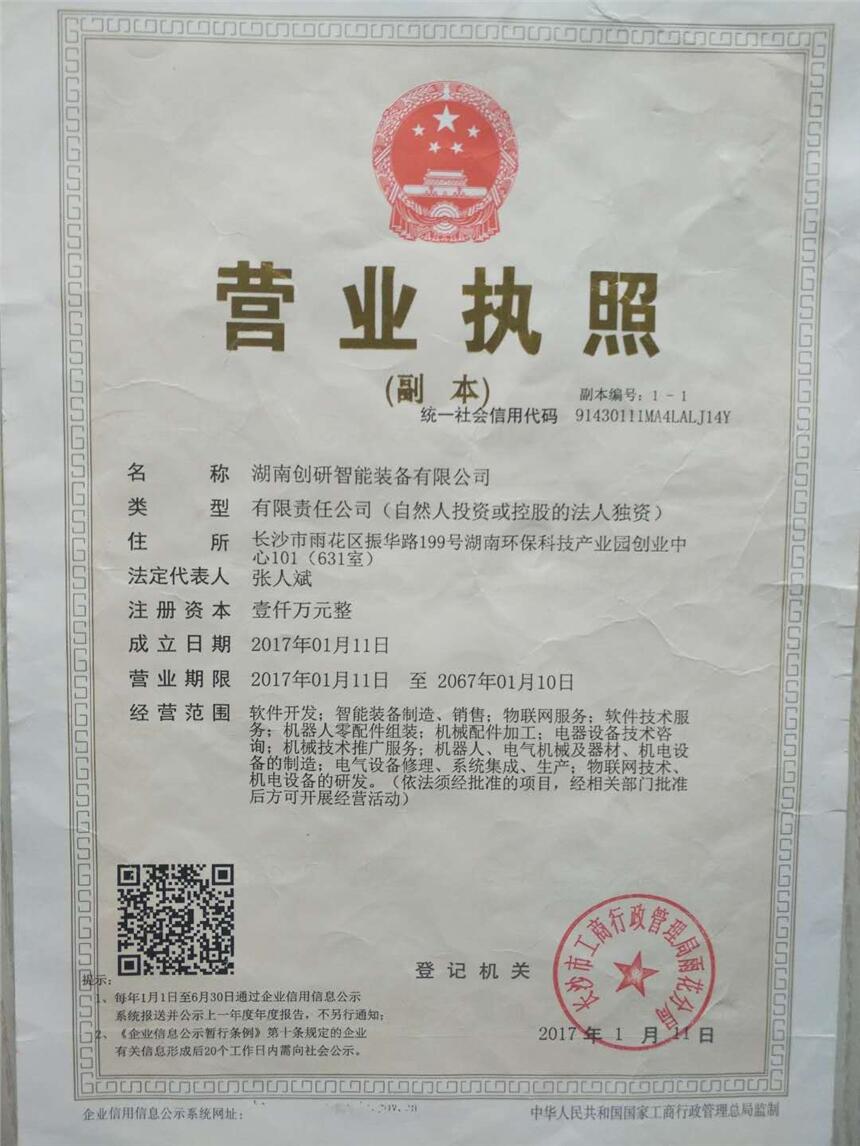 营业执照
(副 本)
副本编号：1－1
统一社会信用代码 91430111MA4LALJ14Y
名称 湖南创研智能装备有限公司
类型 有限责任公司（自然人投资或控股的法人独资）
住所 长沙市雨花区振华路199号湖南环保科技产业园创业中
心101（631室）
法定代表人 张人斌
注册资本 壹仟万元整
成立日期 2017年01月11日
营业期限 2017年01月11日 至 2067年01月10日
经营范围 软件开发；智能装备制造、销售；物联网服务；软件技术服
务；机器人零配件组装；机械配件加工；电器设备技术咨
询；机械技术推广服务；机器人、电气机械及器材、机电设
备的制造；电气设备修理、系统集成、生产；物联网技术、
机电设备的研发。（依法须经批准的项目，经相关部门批准
后方可开展经营活动）
登记机关
长沙市工商行政管理局雨花分局
2017年1月11日
提示：
1、每年1月1日至6月30日通过企业信用信息公示
系统报送并公示上一年度年度报告，不另行通知；
2、《企业信息公示暂行条例》第十条规定的企业
有关信息形成后20个工作日内需向社会公示。
企业信用信息公示系统网址：
中华人民共和国国家工商行政管理总局监制